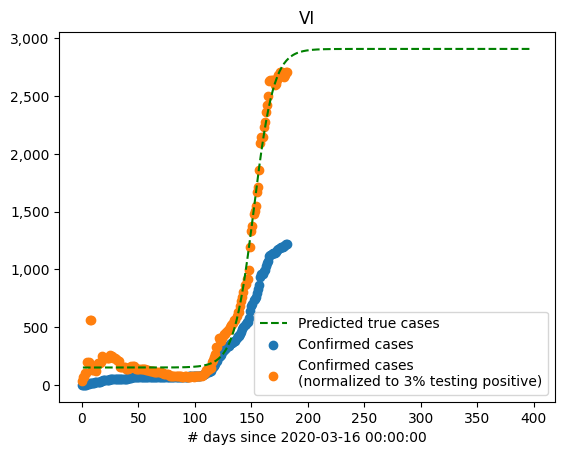 VI
3,000
2,500
2,000
1,500
1,000
500
0
0 50 100 150 200 250 300 350 400
# days since 2020-03-16 00:00:00
Predicted true cases
Confirmed cases
Confirmed cases
(normalized to 3% testing positive)